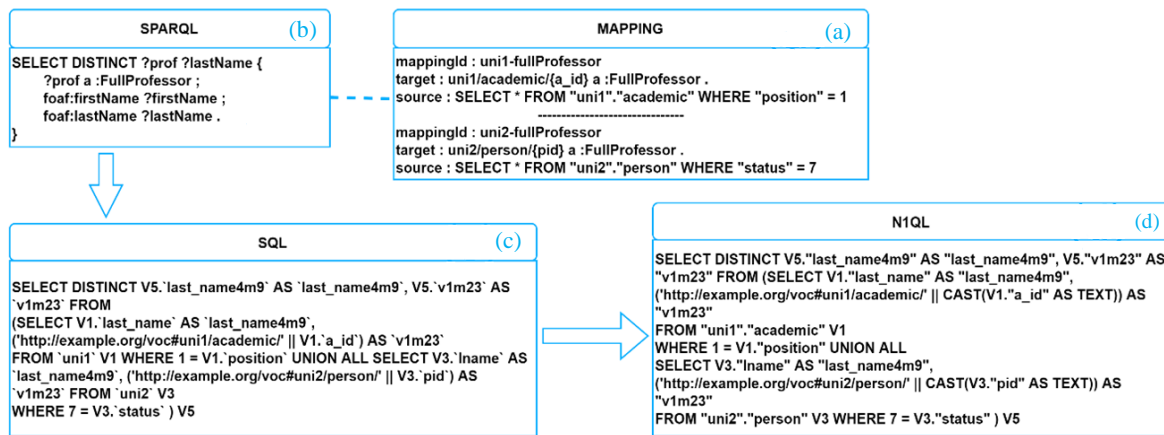 SPARQL (b)
SELECT DISTINCT ?prof ?lastName {
?prof a :FullProfessor ;
foaf:firstName ?firstName ;
foaf:lastName ?lastName .
}
MAPPING (a)
mappingId : uni1-fullProfessor
target : uni1/academic/{a_id} a :FullProfessor .
source : SELECT * FROM "uni1"."academic" WHERE "position" = 1
-------------------------------
mappingId : uni2-fullProfessor
target : uni2/person/{pid} a :FullProfessor .
source : SELECT * FROM "uni2"."person" WHERE "status" = 7
SQL (c)
SELECT DISTINCT V5.`last_name4m9` AS `last_name4m9`, V5.`v1m23` AS
`v1m23` FROM
(SELECT V1.`last_name` AS `last_name4m9`,
('http://example.org/voc#uni1/academic/' || V1.`a_id`) AS `v1m23`
FROM `uni1` V1 WHERE 1 = V1.`position` UNION ALL SELECT V3.`lname` AS
`last_name4m9`, ('http://example.org/voc#uni2/person/' || V3.`pid`) AS
`v1m23` FROM `uni2` V3
WHERE 7 = V3.`status` ) V5
N1QL (d)
SELECT DISTINCT V5."last_name4m9" AS "last_name4m9", V5."v1m23" AS
"v1m23" FROM (SELECT V1."last_name" AS "last_name4m9",
('http://example.org/voc#uni1/academic/' || CAST(V1."a_id" AS TEXT)) AS
"v1m23"
FROM "uni1"."academic" V1
WHERE 1 = V1."position" UNION ALL
SELECT V3."lname" AS "last_name4m9",
('http://example.org/voc#uni2/person/' || CAST(V3."pid" AS TEXT)) AS
"v1m23"
FROM "uni2"."person" V3 WHERE 7 = V3."status" ) V5